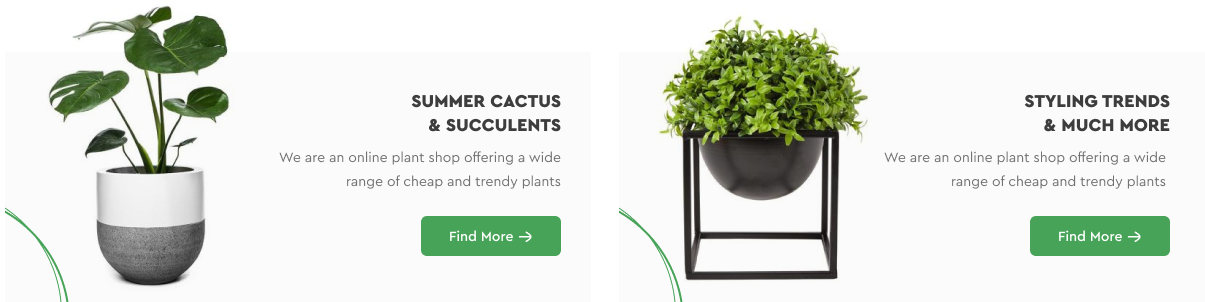 SUMMER CACTUS
& SUCCULENTS
We are an online plant shop offering a wide
range of cheap and trendy plants
Find More →
STYLING TRENDS
& MUCH MORE
We are an online plant shop offering a wide
range of cheap and trendy plants
Find More →